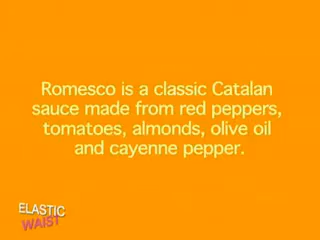 Romesco is a classic Catalan
sauce made from red peppers,
tomatoes, almonds, olive oil
and cayenne pepper.
ELASTIC
WAIST